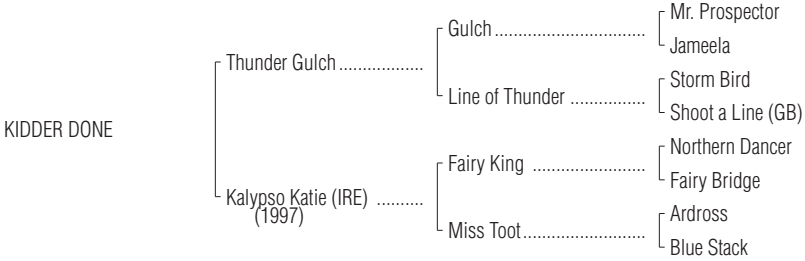 Mr. Prospector
Gulch ..............................
Jameela
Thunder Gulch .................
Storm Bird
Line of Thunder ...............
Shoot a Line (GB)
KIDDER DONE
Northern Dancer
Fairy King ......................
Fairy Bridge
Kalypso Katie (IRE) ..........
(1997)
Ardross
Miss Toot ........................
Blue Stack